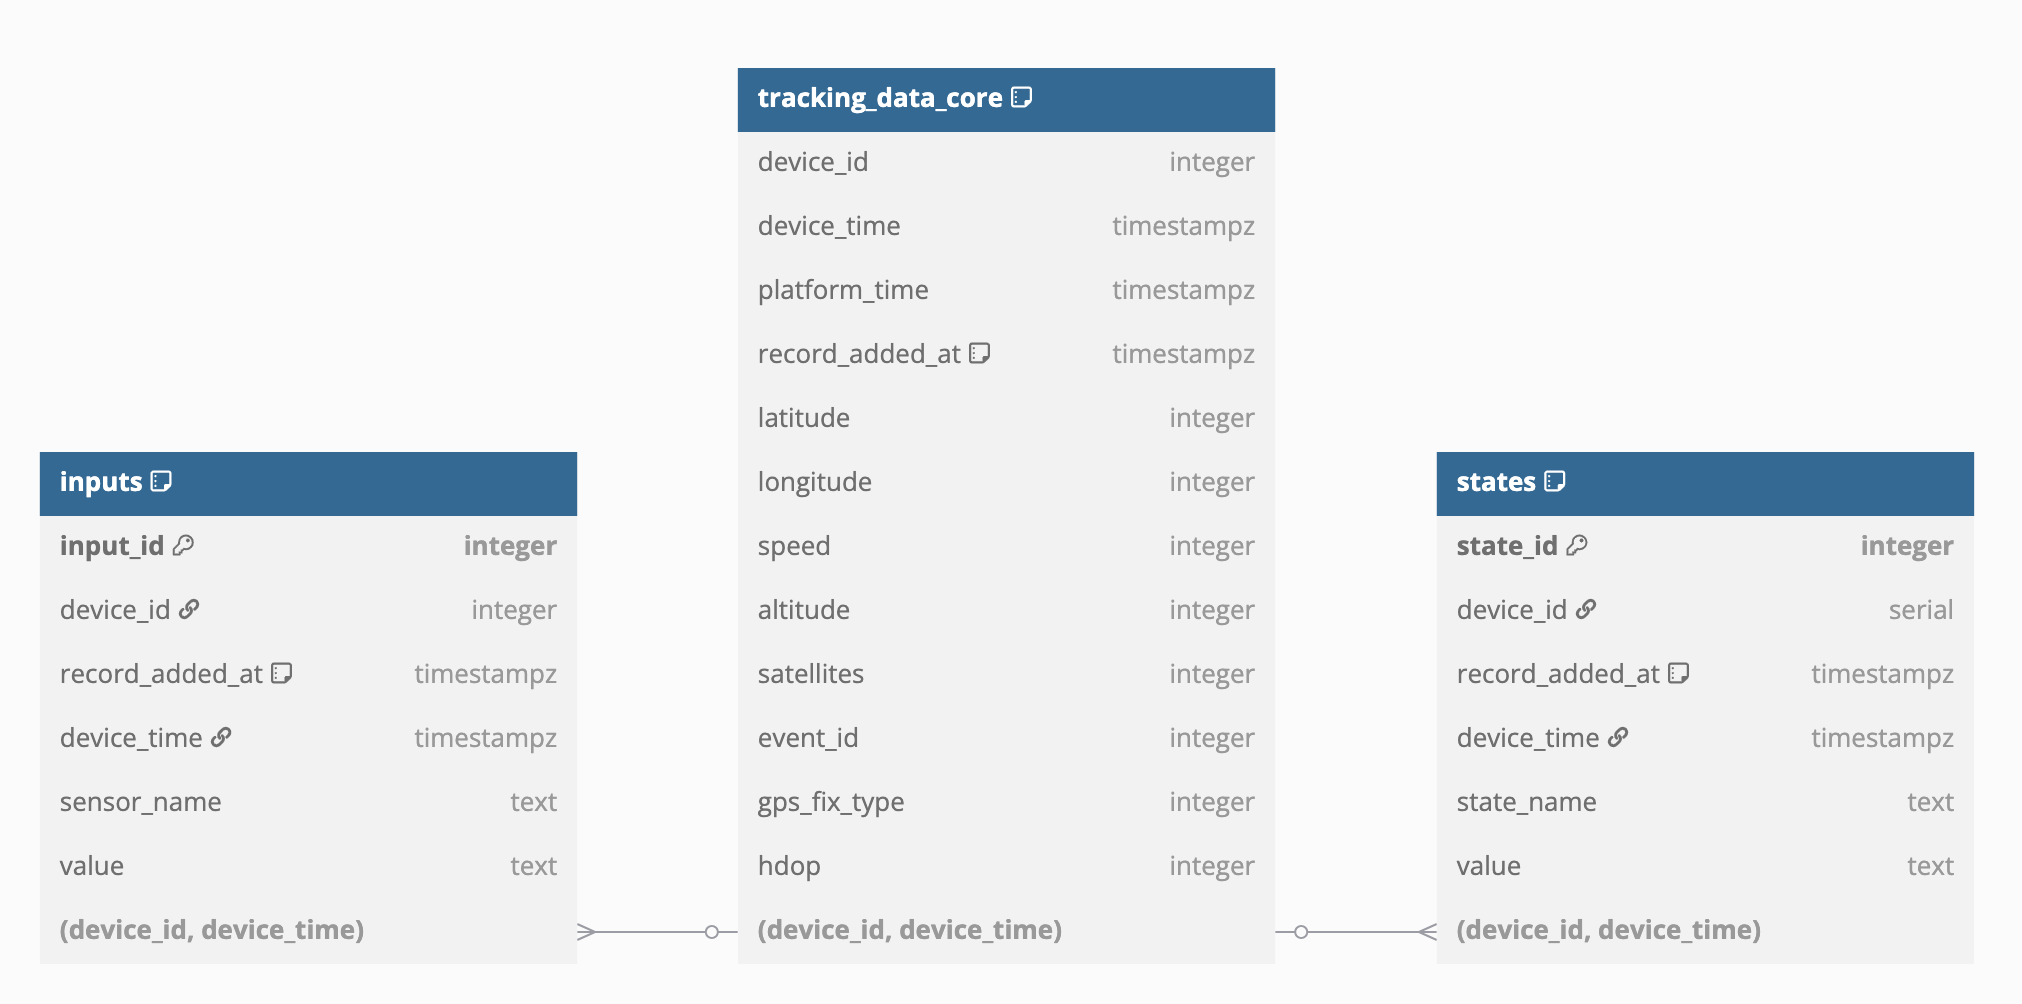 tracking_data_core
device_id integer
device_time timestampz
platform_time timestampz
record_added_at timestampz
latitude integer
longitude integer
speed integer
altitude integer
satellites integer
event_id integer
gps_fix_type integer
hdop integer
(device_id, device_time)
inputs
input_id integer
device_id integer
record_added_at timestampz
device_time timestampz
sensor_name text
value text
(device_id, device_time)
states
state_id integer
device_id serial
record_added_at timestampz
device_time timestampz
state_name text
value text
(device_id, device_time)